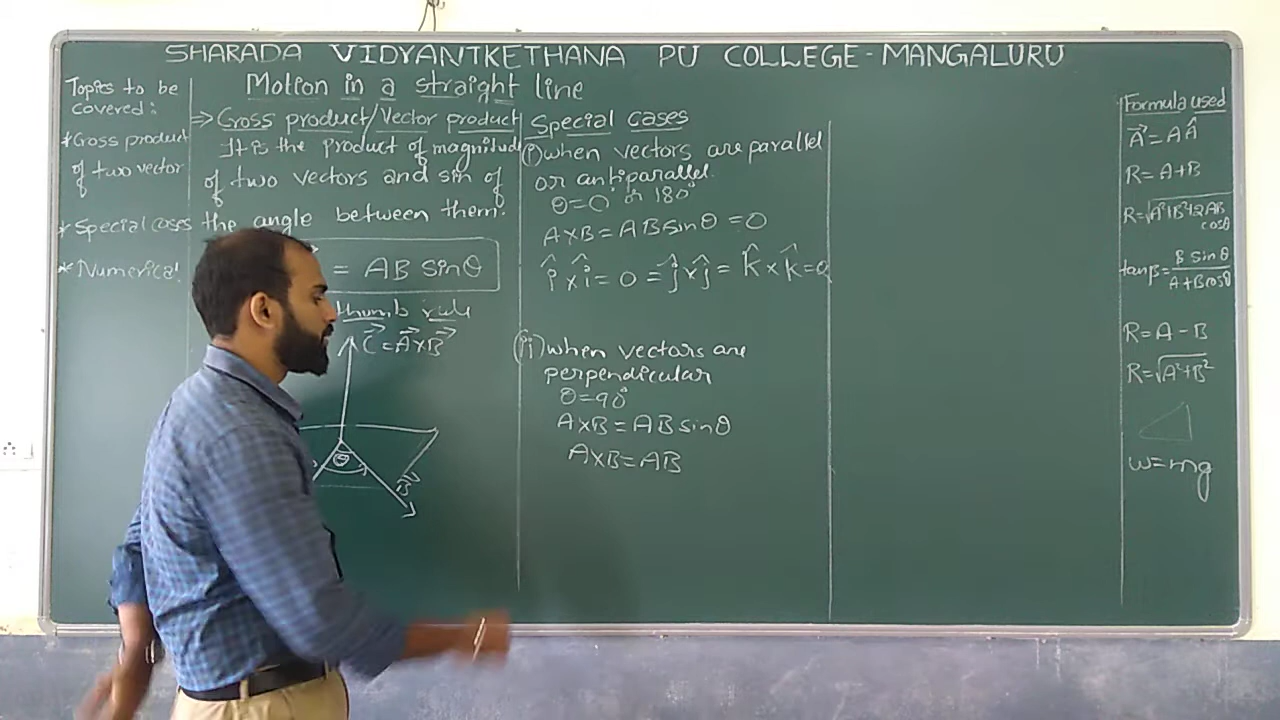 SHARADA VIDYANIKETHANA PU COLLEGE - MANGALURU
Motion in a straight line
Topics to be
covered:
* Cross product
of two vector
* Special cases
* Numerical
⇒ Cross product/Vector product
It is the product of magnitude
of two vectors and sin of
the angle between them.
= AB sinθ
thumb rule
C⃗ = A⃗ x B⃗
θ
B⃗
Special cases
(i) when vectors are parallel
or antiparallel.
θ = 0° or 180°
AxB = AB sinθ = 0
î x î = 0 = ĵ x ĵ = k̂ x k̂ = 0
(ii) when vectors are
perpendicular
θ = 90°
AxB = AB sinθ
AxB = AB
Formula used
A⃗ = A Â
R = A + B
R = √A²+B²+2AB
cosθ
tanβ = B sinθ / A + B cosθ
R = A - B
R = √A²+B²
w = mg